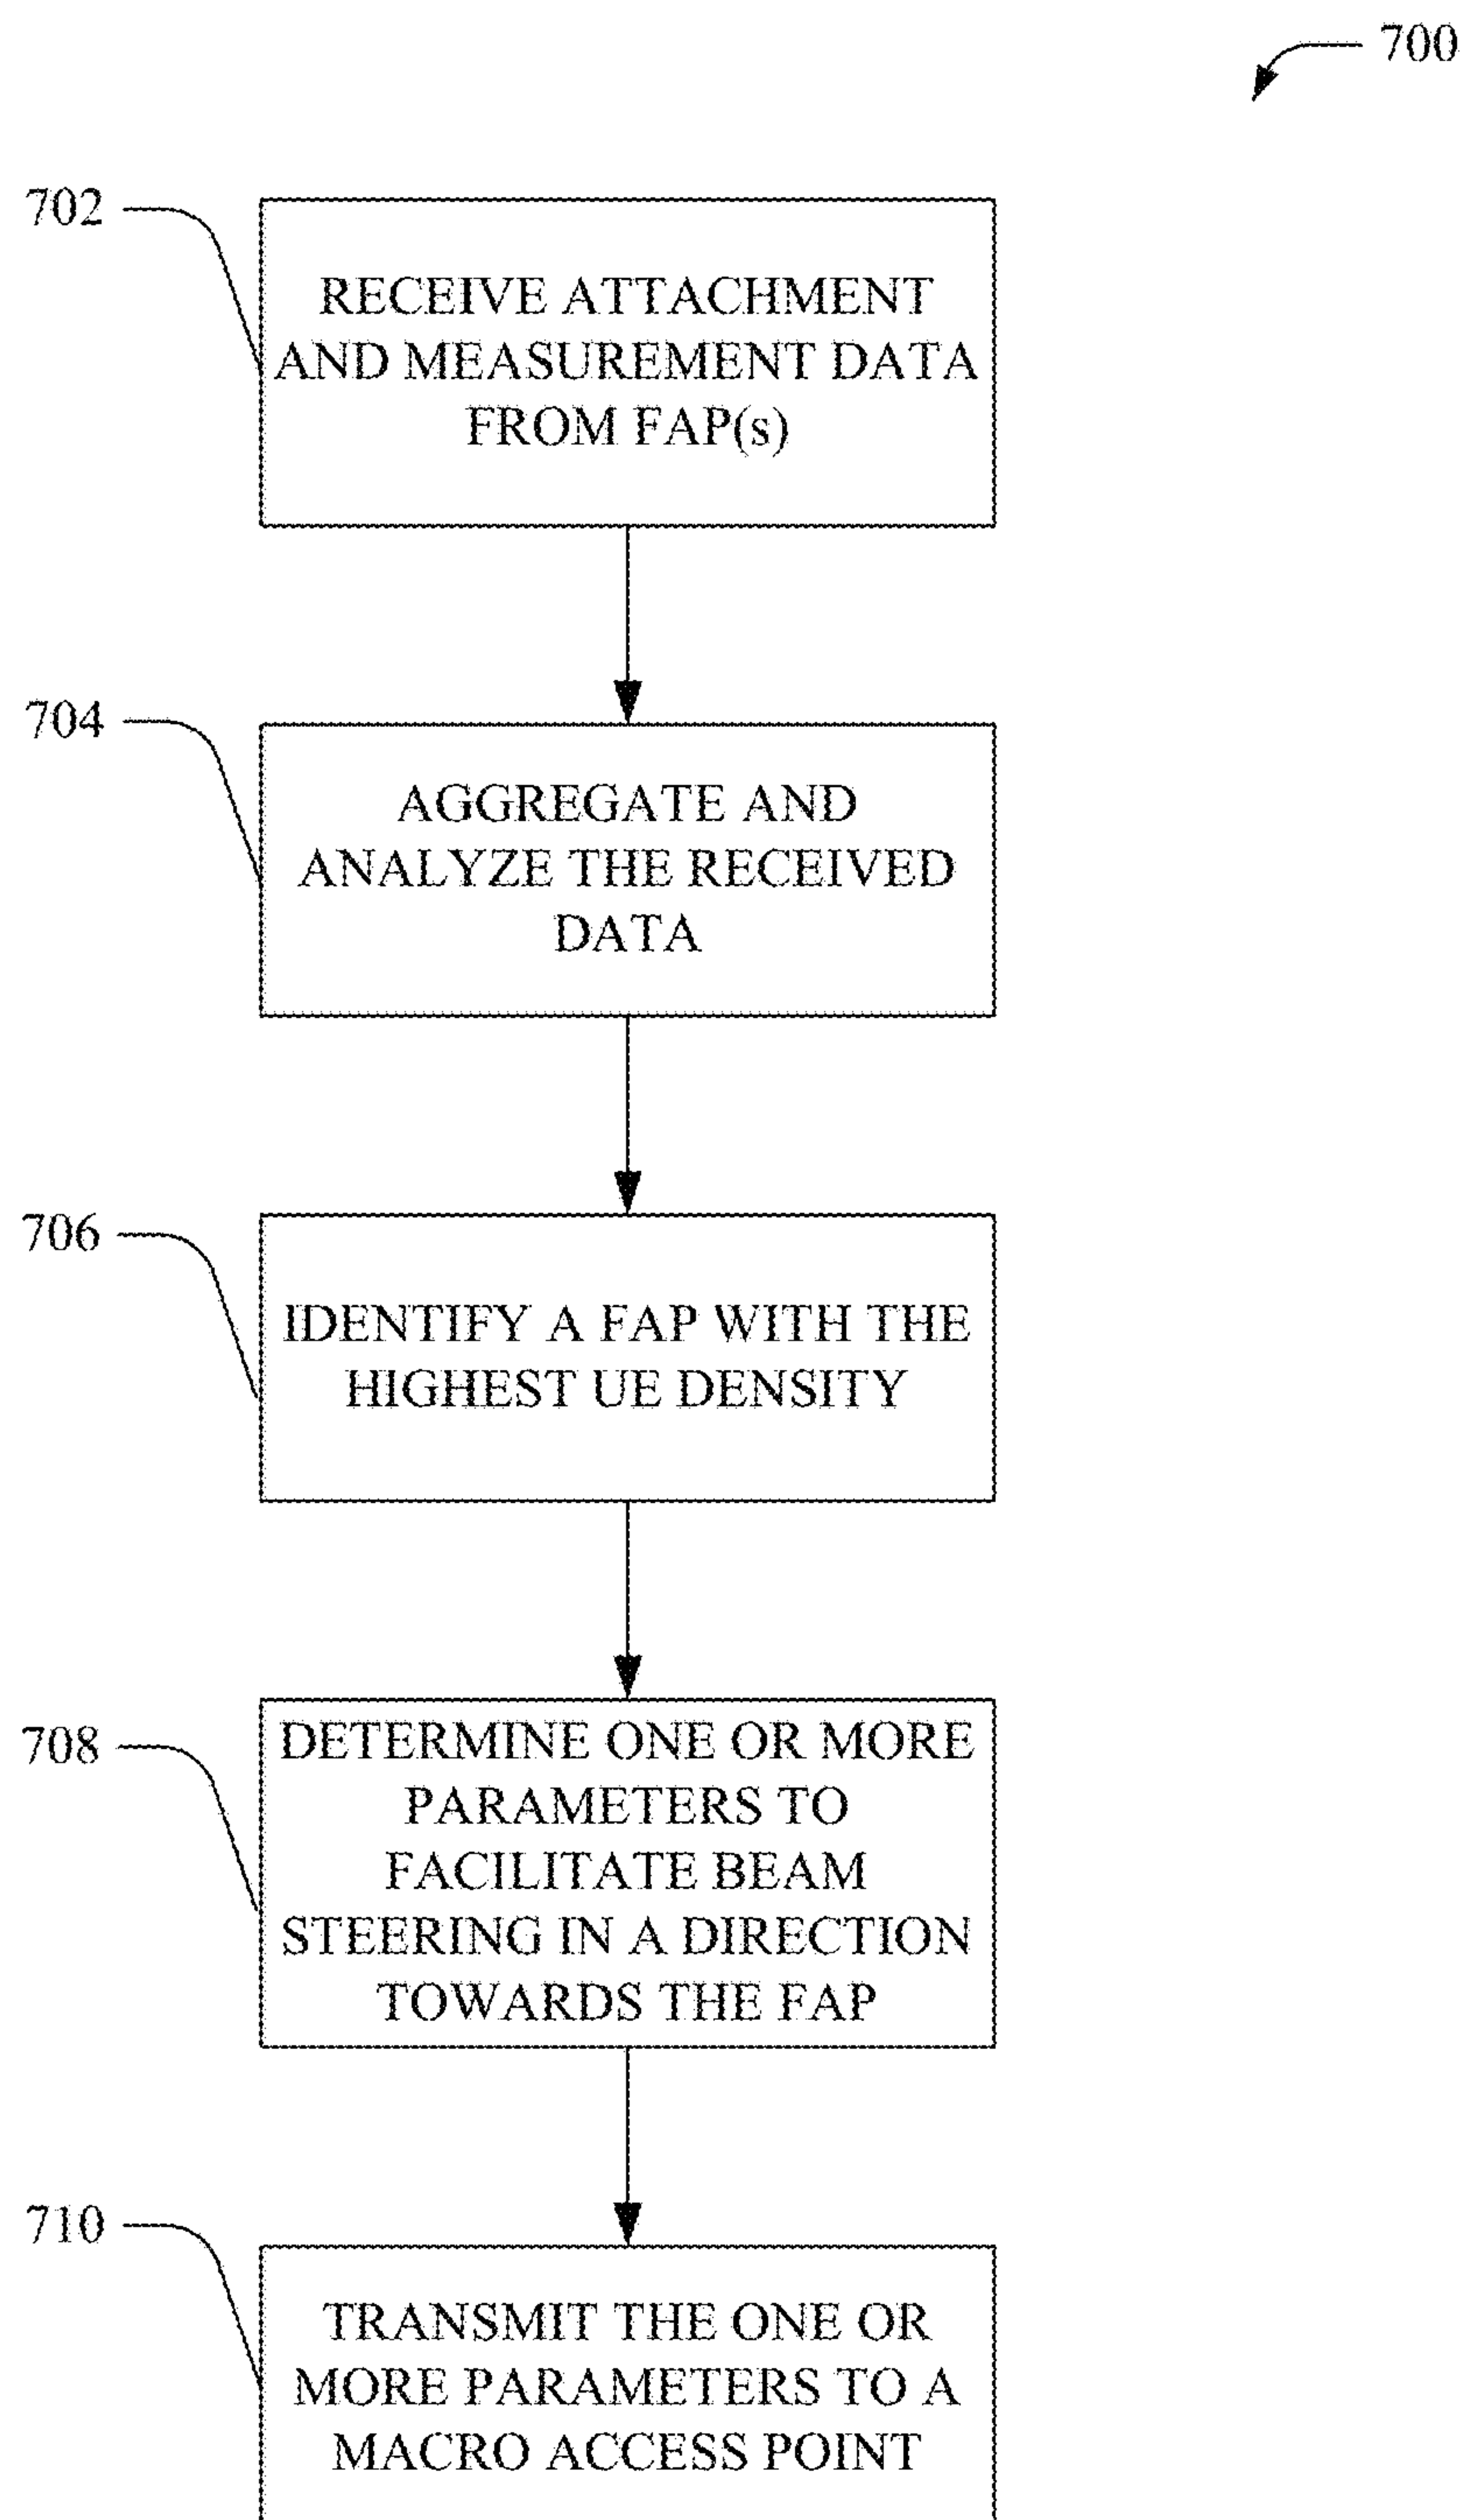 700
702
RECEIVE ATTACHMENT
AND MEASUREMENT DATA
FROM FAP(s)
704
AGGREGATE AND
ANALYZE THE RECEIVED
DATA
706
IDENTIFY A FAP WITH THE
HIGHEST UE DENSITY
708
DETERMINE ONE OR MORE
PARAMETERS TO
FACILITATE BEAM
STEERING IN A DIRECTION
TOWARDS THE FAP
710
TRANSMIT THE ONE OR
MORE PARAMETERS TO A
MACRO ACCESS POINT